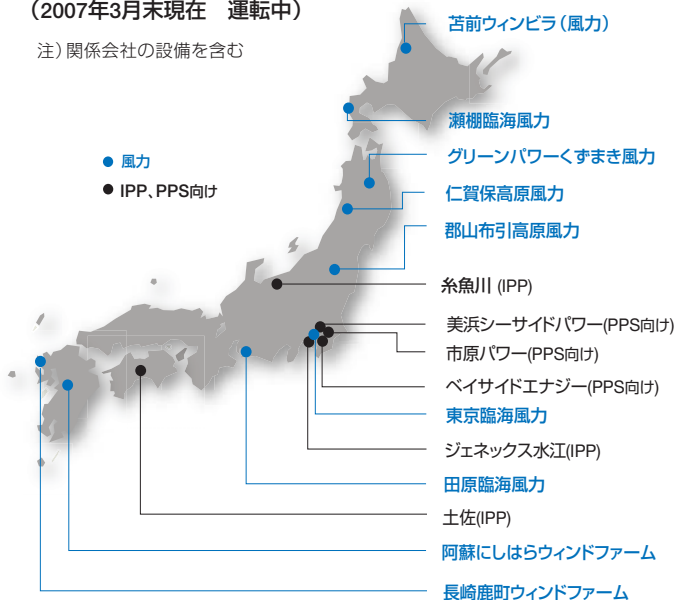 (2007年3月末現在 運転中)
注)関係会社の設備を含む
風力
IPP、PPS向け
苫前ウィンビラ(風力)
瀬棚臨海風力
グリーンパワーくずまき風力
仁賀保高原風力
郡山布引高原風力
糸魚川 (IPP)
美浜シーサイドパワー(PPS向け)
市原パワー(PPS向け)
ベイサイドエナジー(PPS向け)
東京臨海風力
ジェネックス水江(IPP)
田原臨海風力
土佐(IPP)
阿蘇にしはらウィンドファーム
長崎鹿町ウィンドファーム